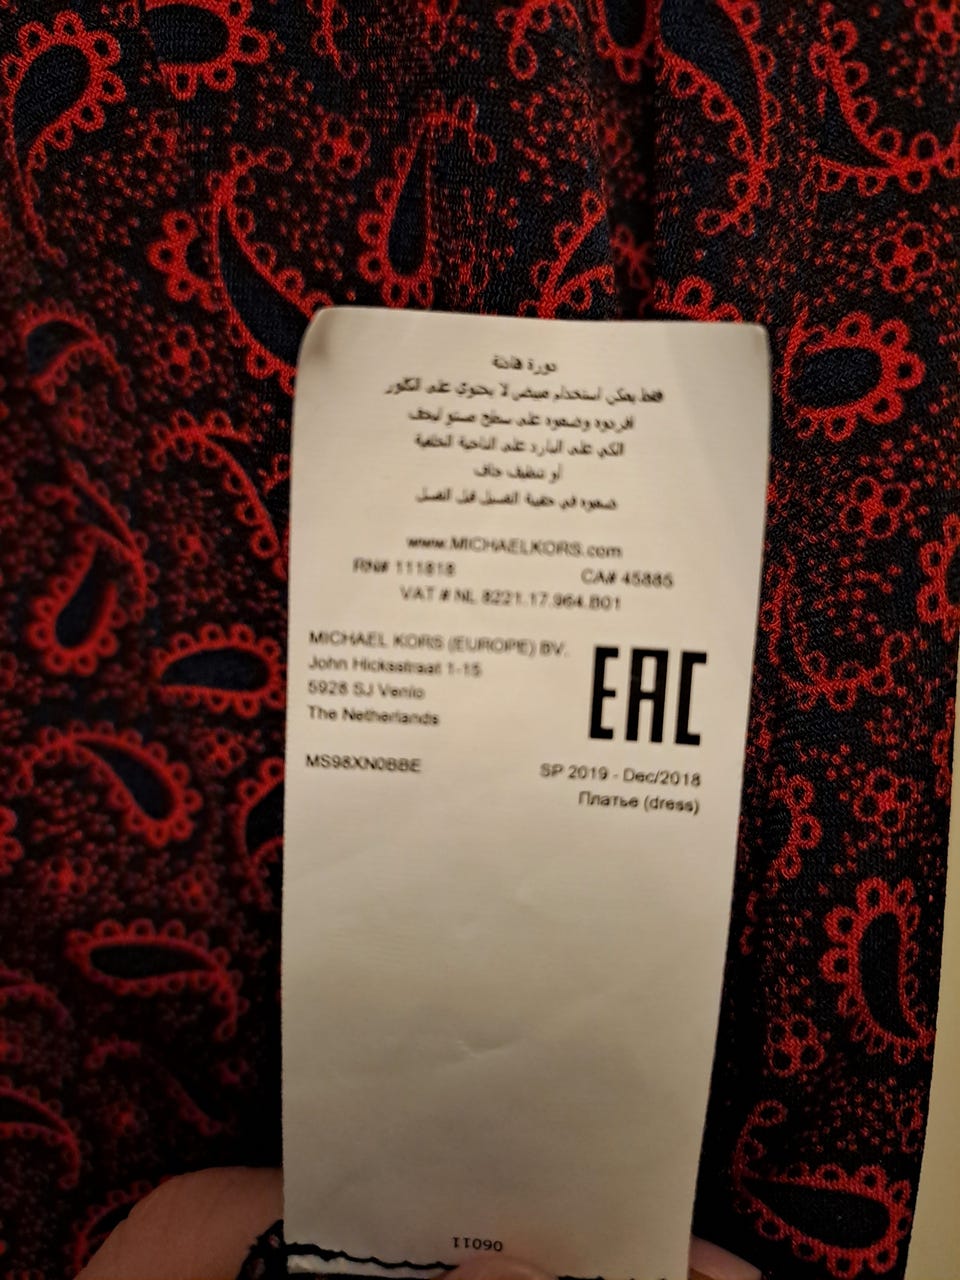 دورة هادئة
فقط يمكن استخدام مبيض لا يحتوي على الكلور
أفردوه وضعوه على سطح مستو ليجف
الكي على البارد على الناحية الخلفية
أو تنظيف جاف
ضعوه في حقيبة الغسيل قبل الغسل
www.MICHAELKORS.com
RN# 111818 CA# 45885
VAT # NL 8221.17.964.B01
MICHAEL KORS (EUROPE) BV.
John Hicksstraat 1-15
5928 SJ Venlo
The Netherlands
EAC
MS98XN0BBE
SP 2019 - Dec/2018
Платье (dress)
06011